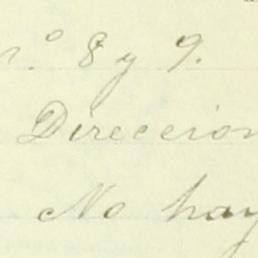 n.º 8 y 9.
Direccion
No hay